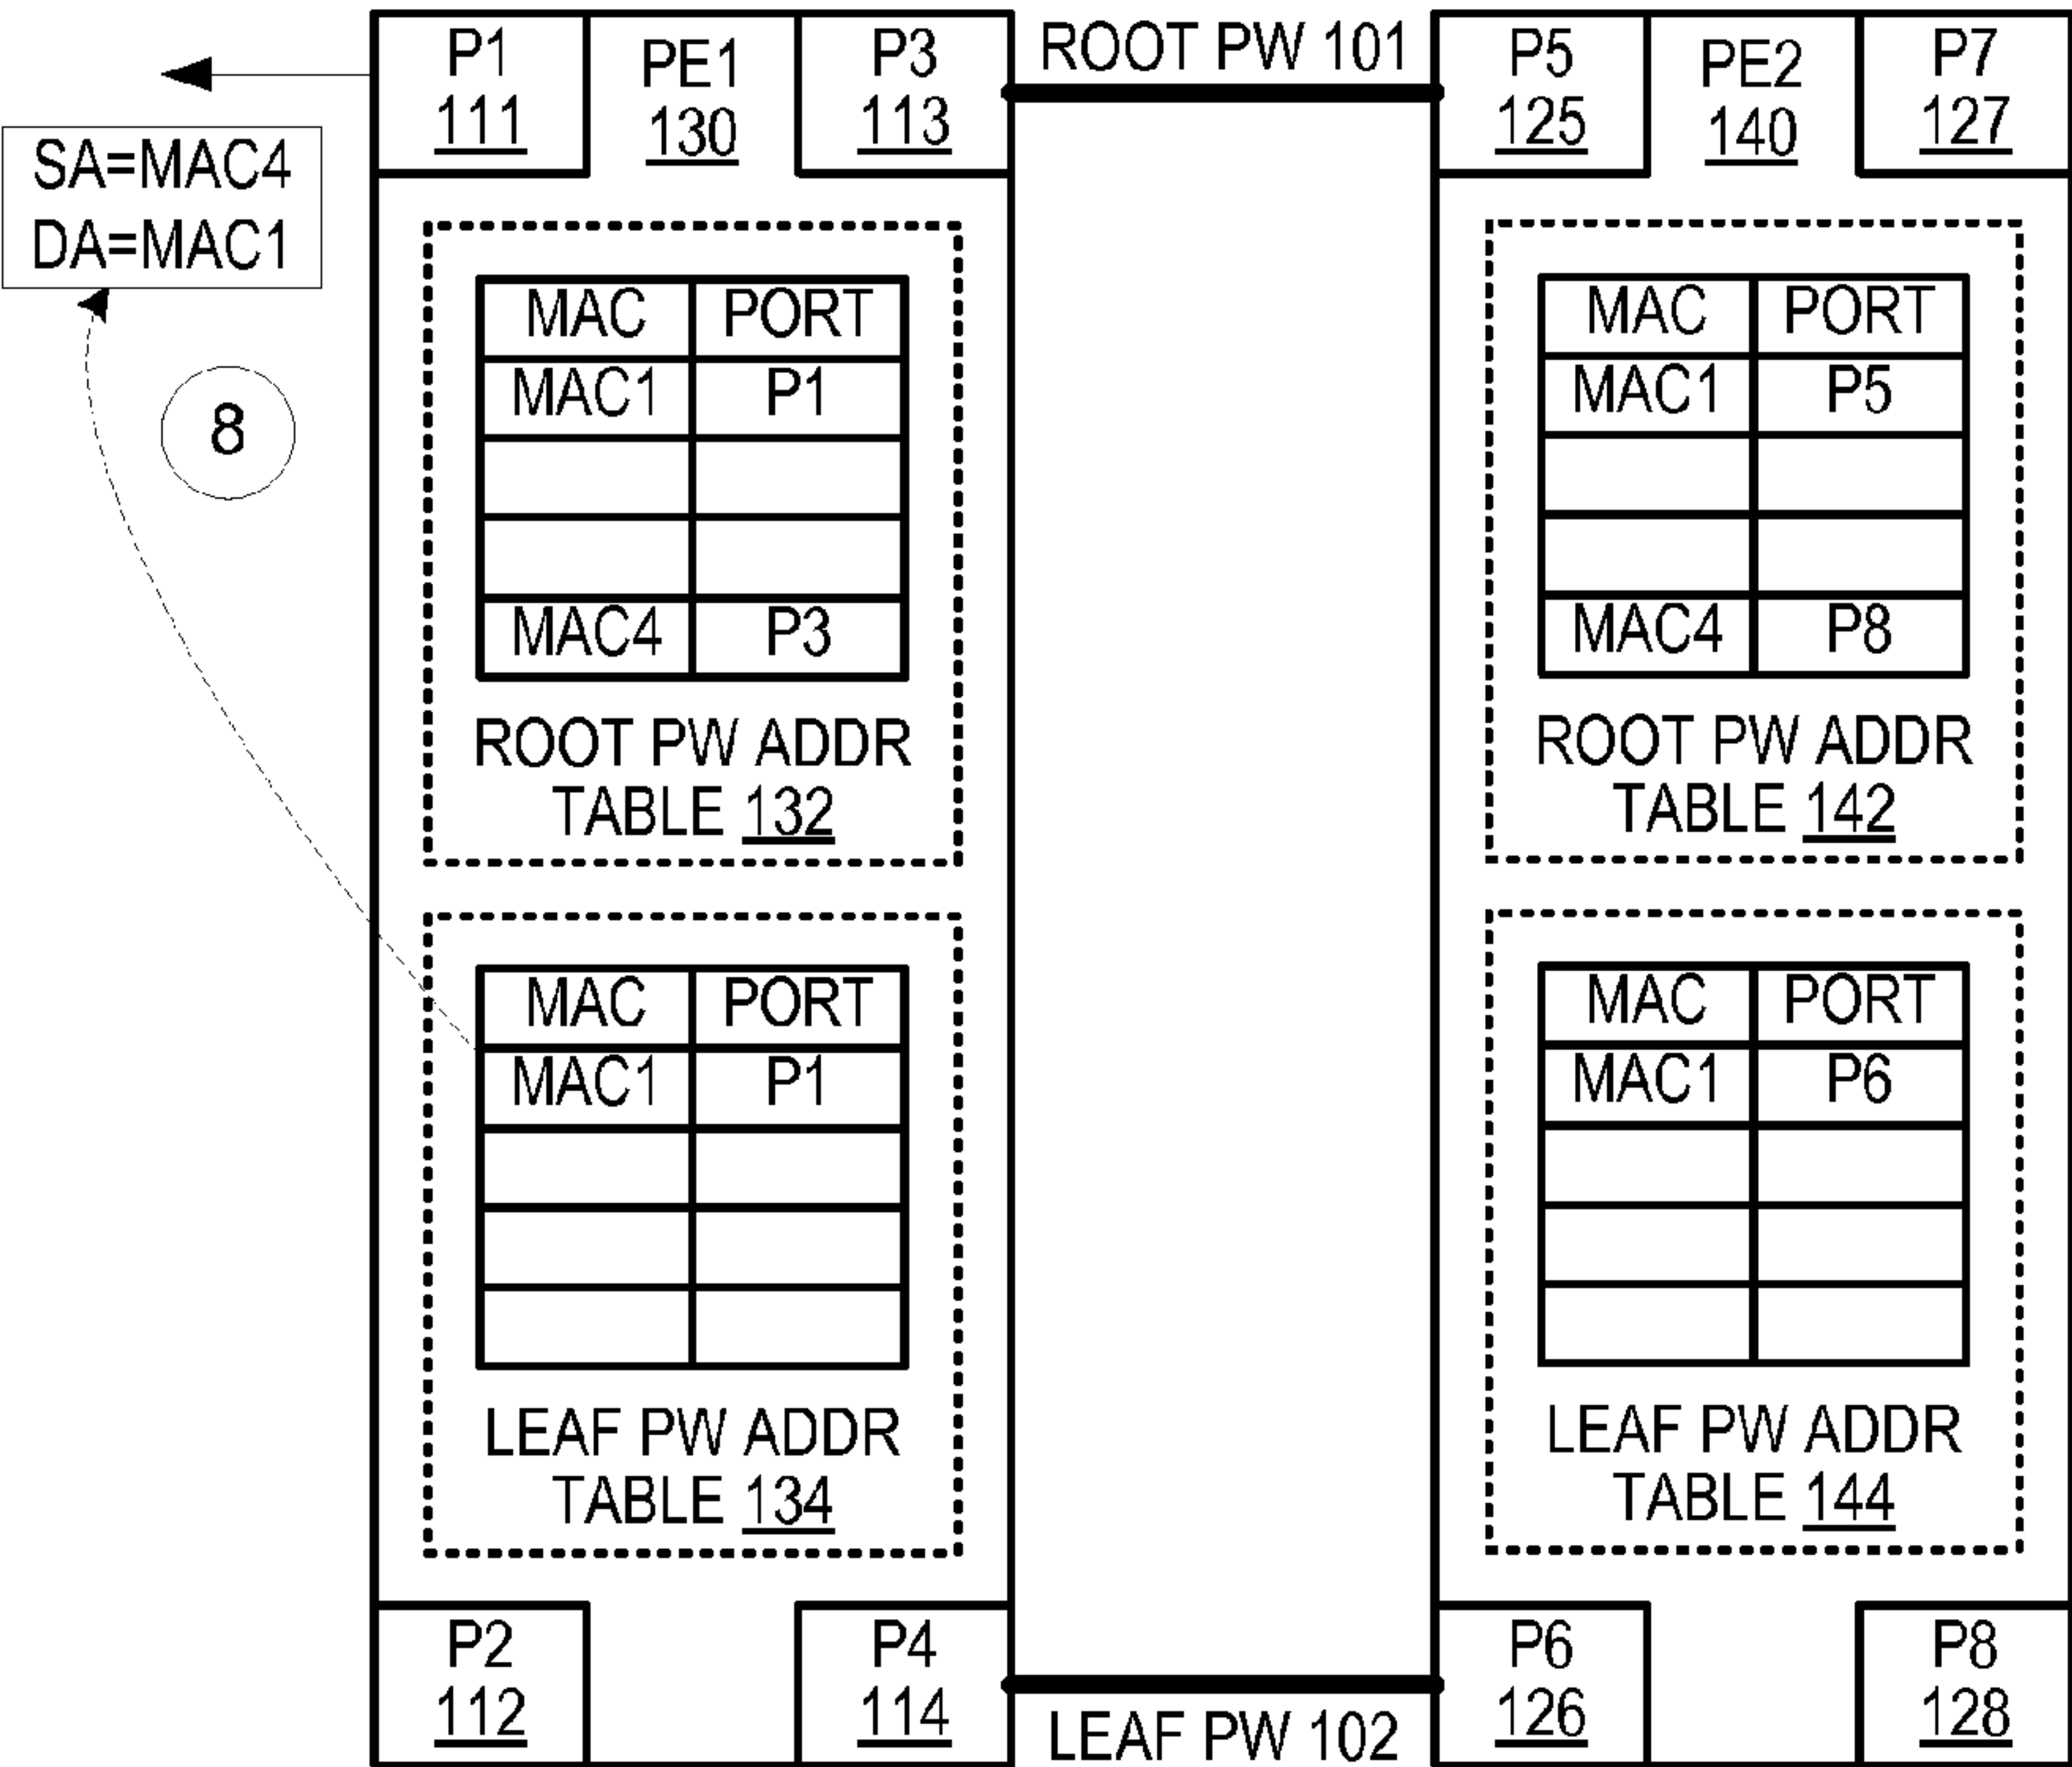 P1
111
PE1
130
P3
113
ROOT PW 101
P5
125
PE2
140
P7
127
SA=MAC4
DA=MAC1
8
MAC PORT
MAC1 P1
MAC4 P3
ROOT PW ADDR
TABLE 132
MAC PORT
MAC1 P5
MAC4 P8
ROOT PW ADDR
TABLE 142
MAC PORT
MAC1 P1
LEAF PW ADDR
TABLE 134
MAC PORT
MAC1 P6
LEAF PW ADDR
TABLE 144
P2
112
P4
114
LEAF PW 102
P6
126
P8
128